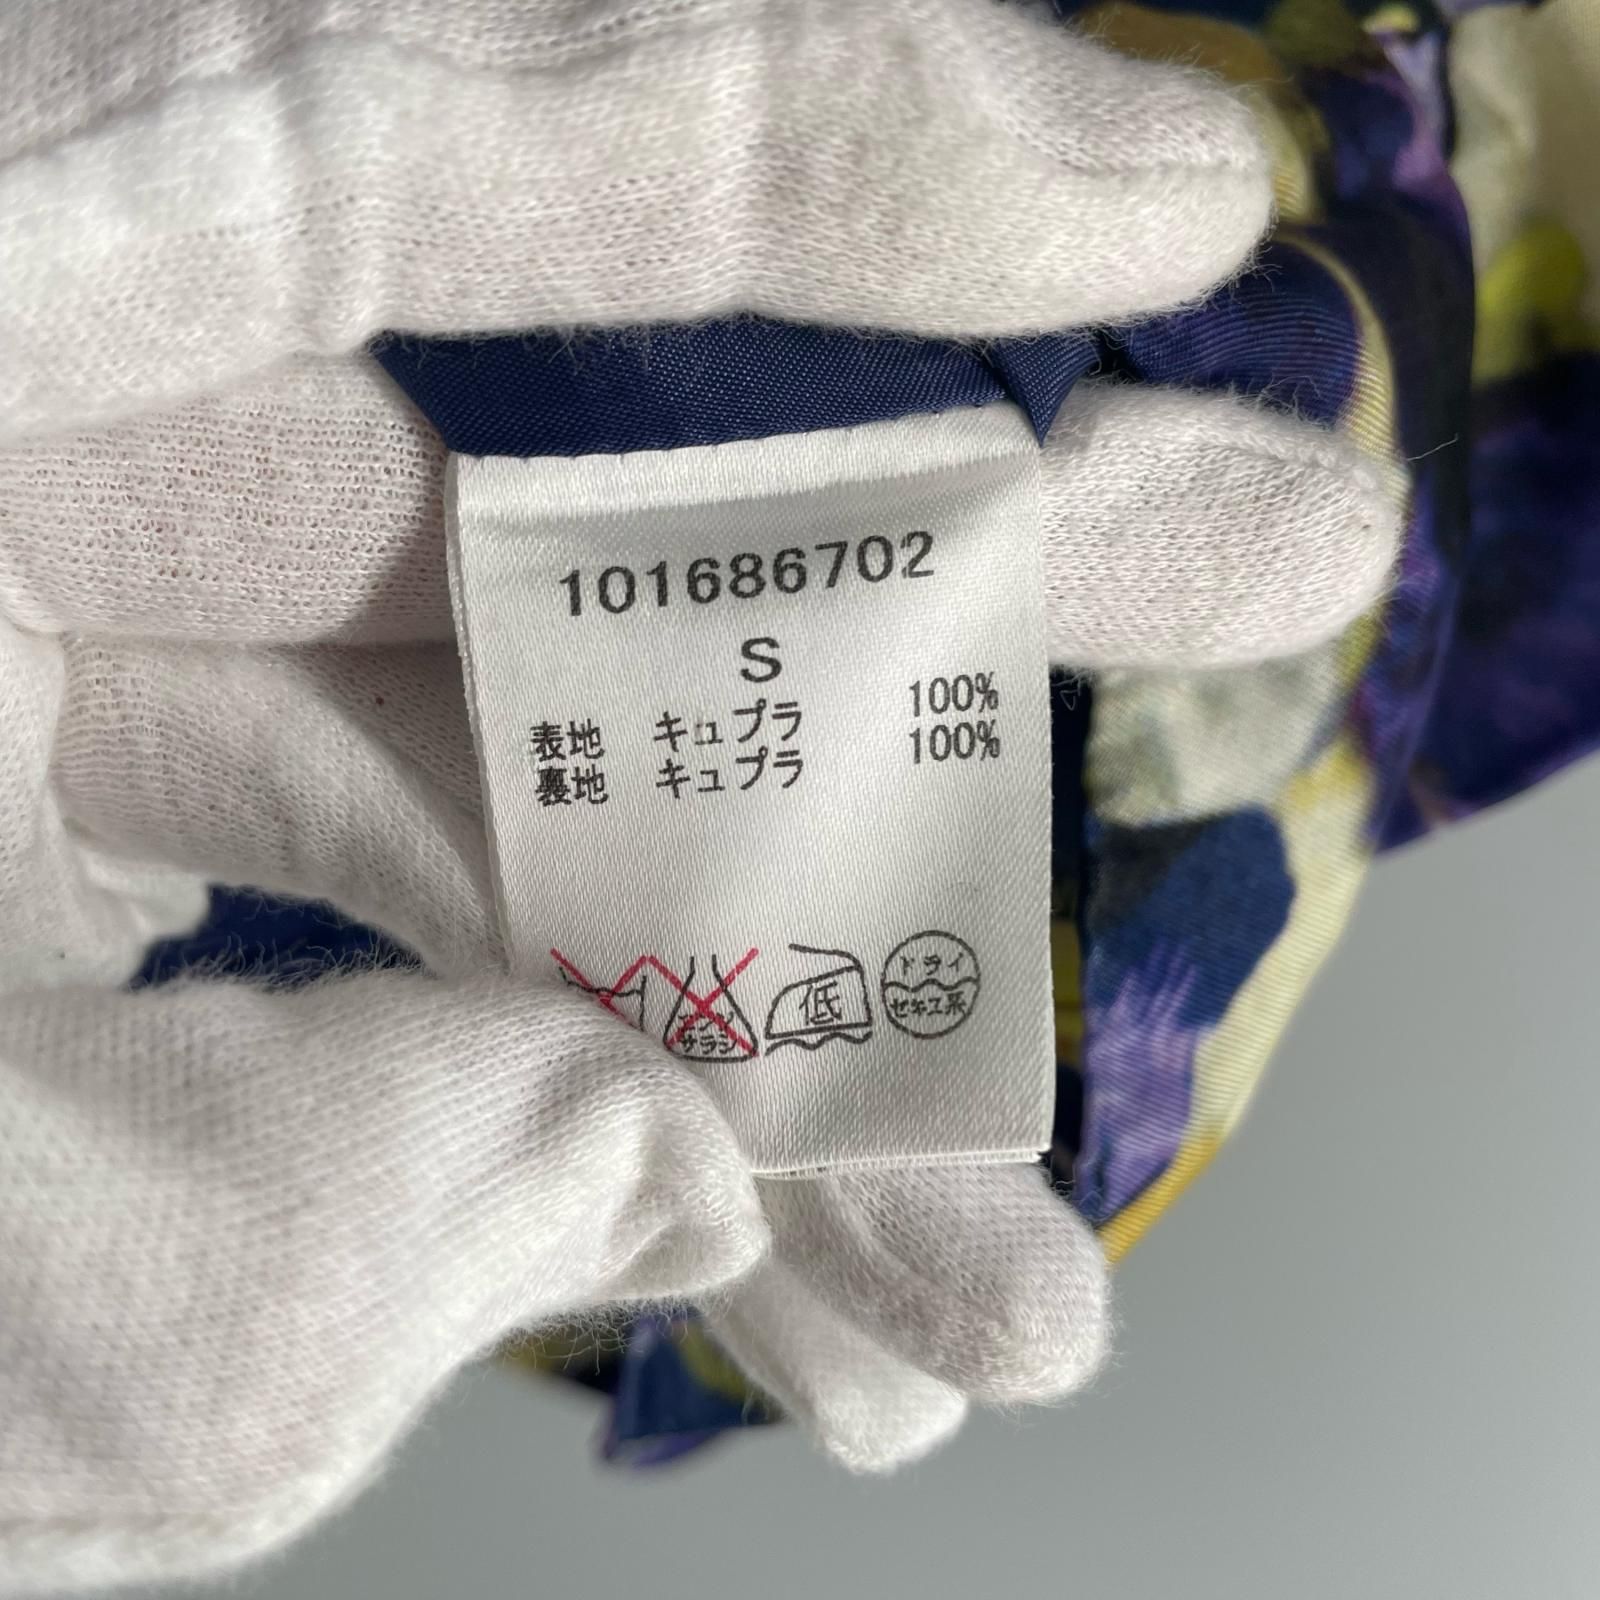 101686702
S
表地 キュプラ 100%
裏地 キュプラ 100%
エンソ
サラシ
低
ドライ
セキユ系